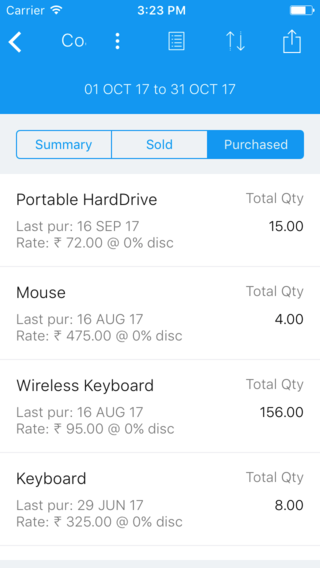 Carrier 3:23 PM
Co.
01 OCT 17 to 31 OCT 17
Summary Sold Purchased
Portable HardDrive Total Qty
Last pur: 16 SEP 17 15.00
Rate: ₹ 72.00 @ 0% disc
Mouse Total Qty
Last pur: 16 AUG 17 4.00
Rate: ₹ 475.00 @ 0% disc
Wireless Keyboard Total Qty
Last pur: 16 AUG 17 156.00
Rate: ₹ 95.00 @ 0% disc
Keyboard Total Qty
Last pur: 29 JUN 17 8.00
Rate: ₹ 325.00 @ 0% disc